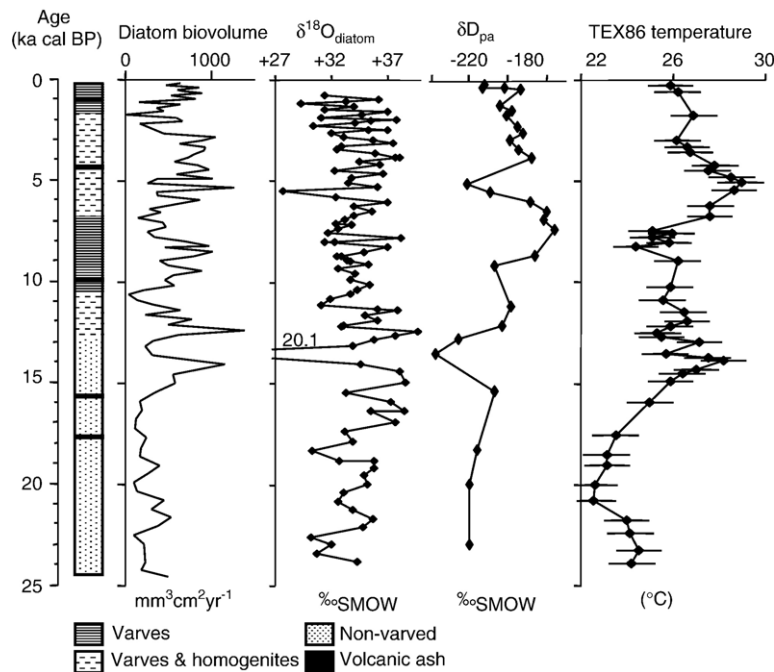 Age
(ka cal BP)
Diatom biovolume
δ¹⁸Odiatom
δDpa
TEX86 temperature
0 1000
+27 +32 +37
-220 -180
22 26 30
0
5
10
15
20
25
20.1
mm³cm²yr⁻¹
‰SMOW
‰SMOW
(°C)
Varves
Non-varved
Varves & homogenites
Volcanic ash